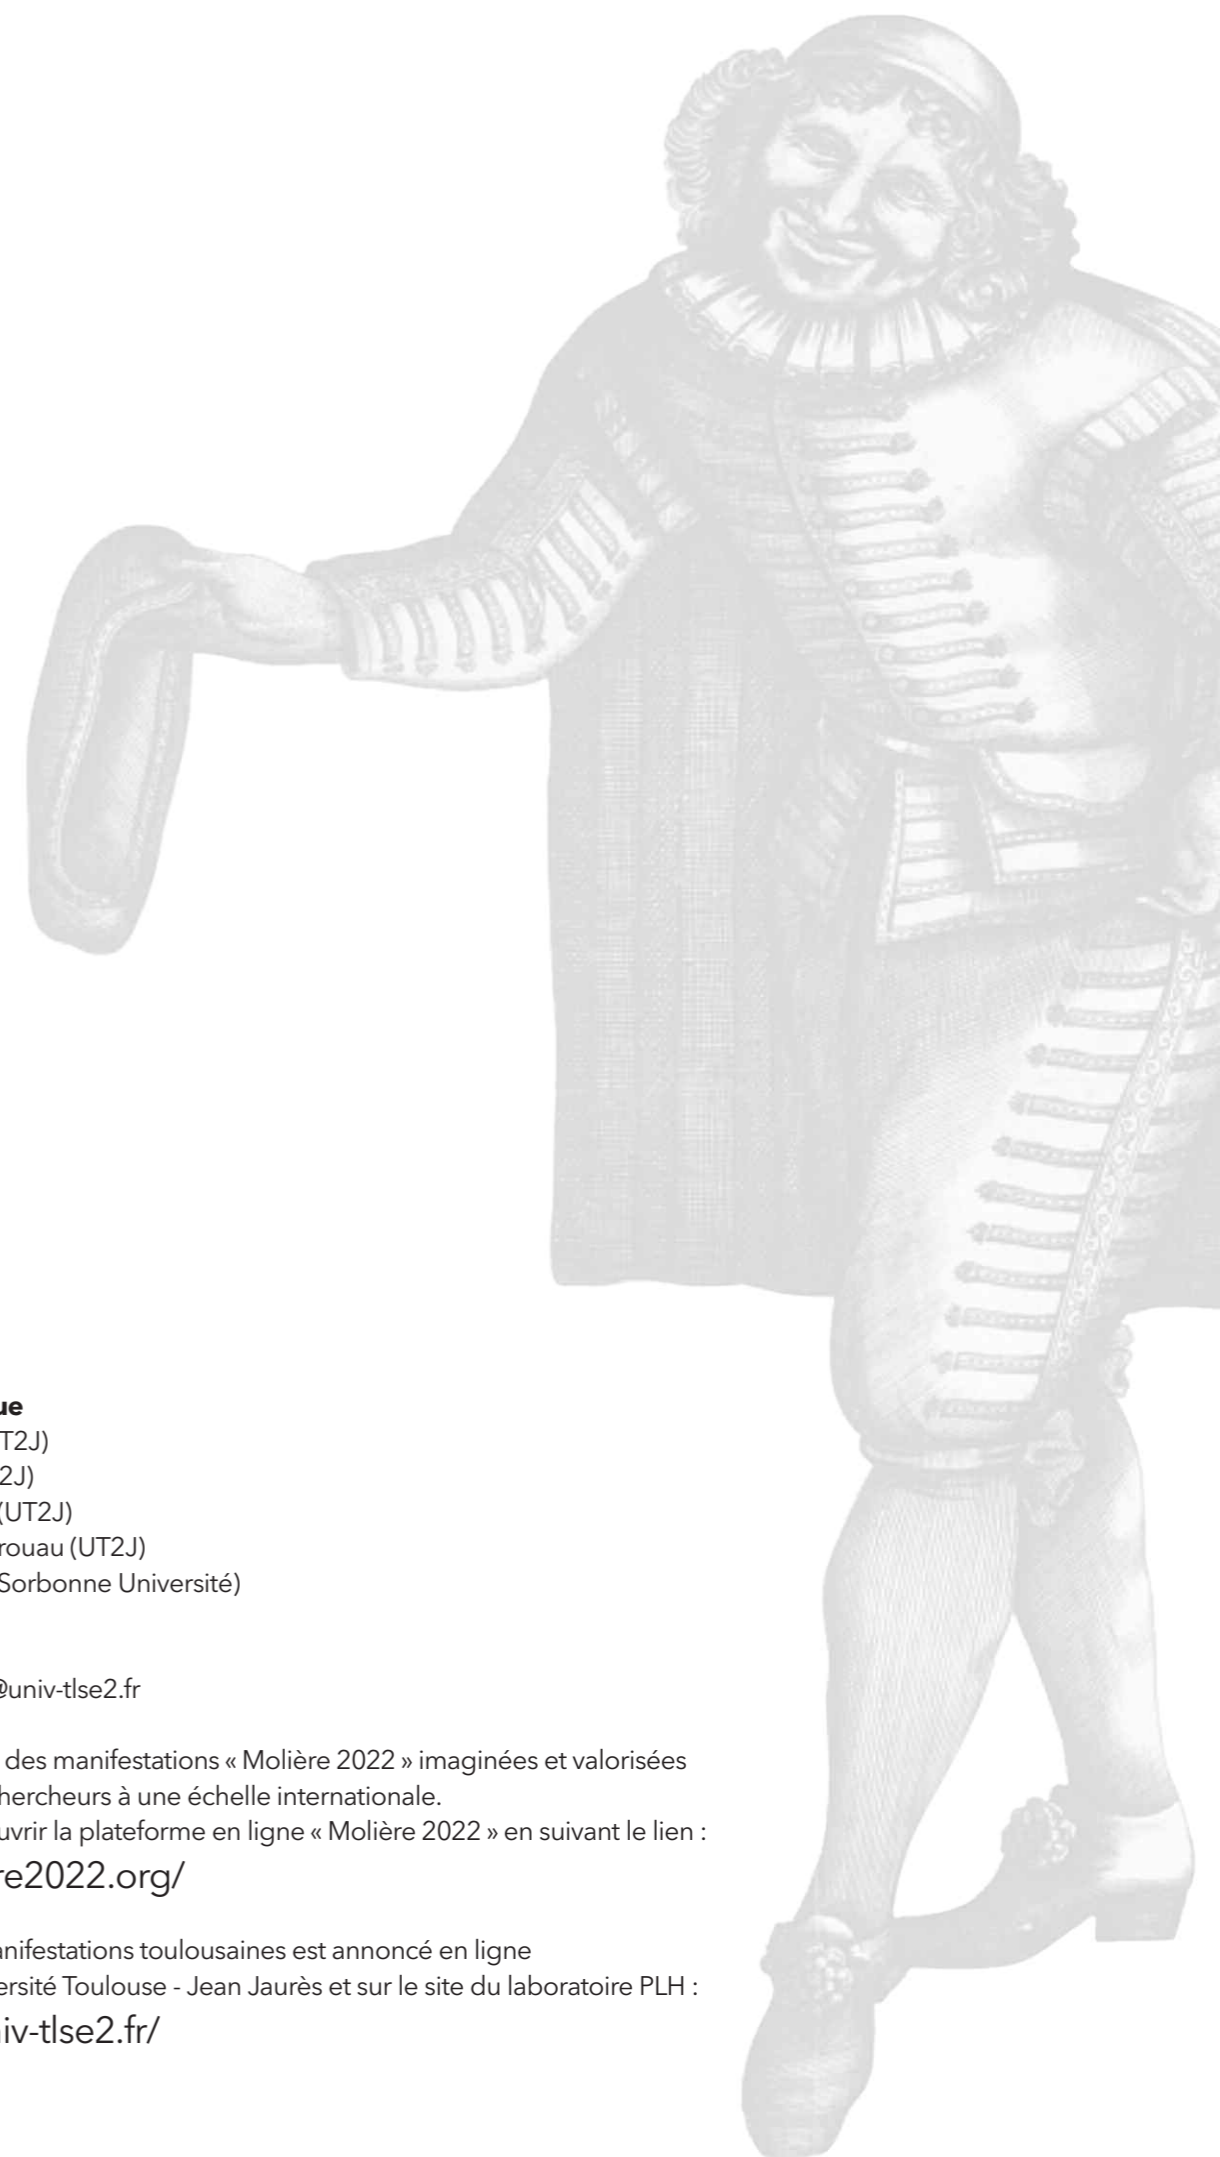 ue
T2J)
2J)
(UT2J)
rouau (UT2J)
Sorbonne Université)
@univ-tlse2.fr
des manifestations « Molière 2022 » imaginées et valorisées
hercheurs à une échelle internationale.
uvrir la plateforme en ligne « Molière 2022 » en suivant le lien :
re2022.org/
anifestations toulousaines est annoncé en ligne
ersité Toulouse - Jean Jaurès et sur le site du laboratoire PLH :
iv-tlse2.fr/